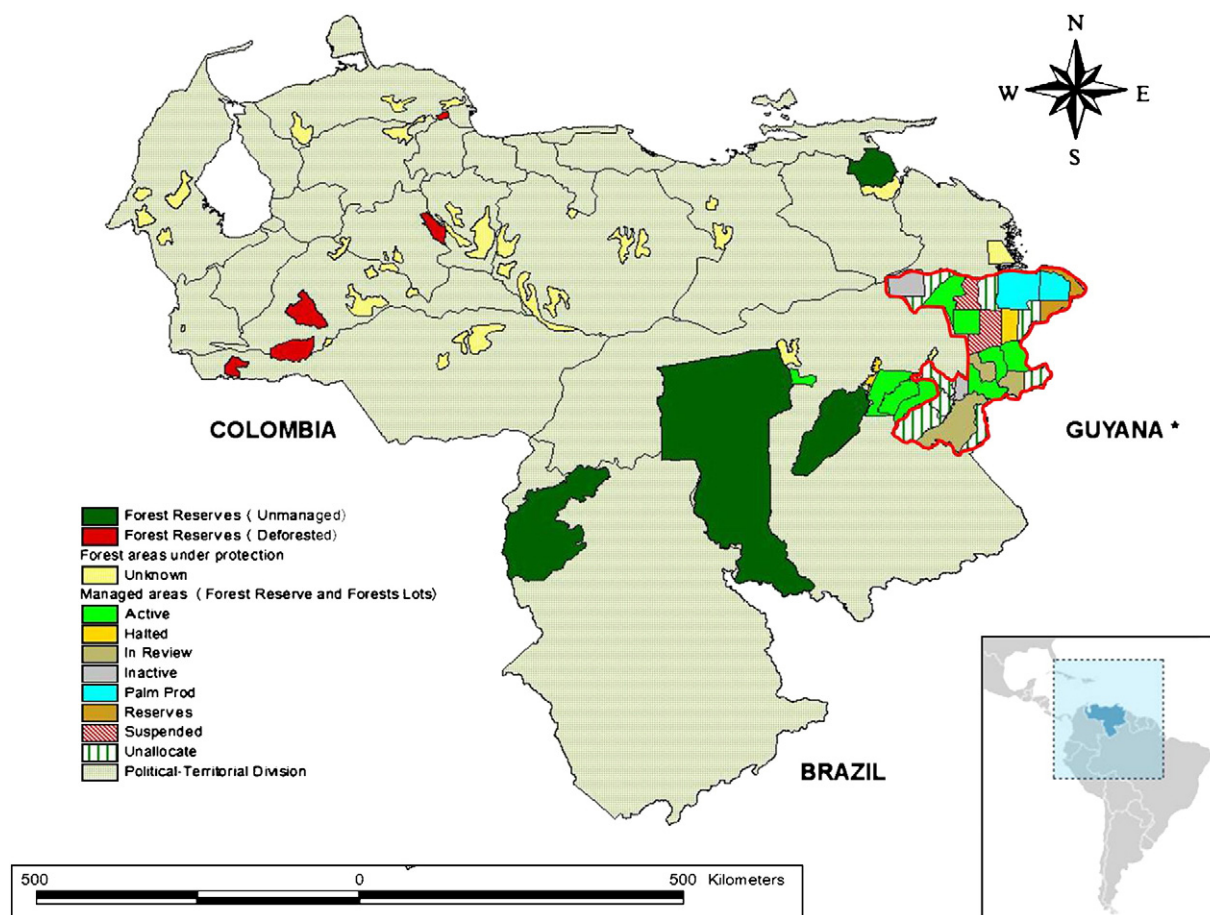 N
W E
S
COLOMBIA
GUYANA *
BRAZIL
Forest Reserves ( Unmanaged)
Forest Reserves ( Deforested)
Forest areas under protection
Unknown
Managed areas ( Forest Reserve and Forests Lots)
Active
Halted
In Review
Inactive
Palm Prod
Reserves
Suspended
Unallocate
Political-Territorial Division
500 0 500 Kilometers